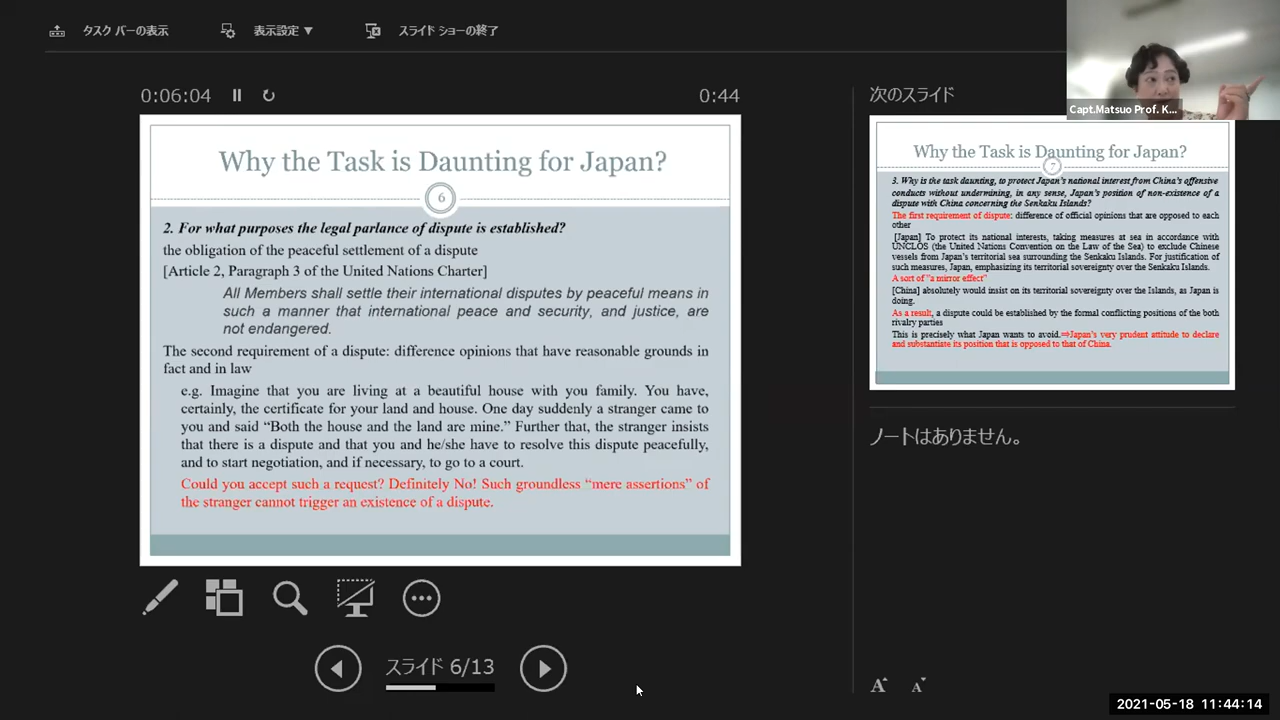 タスク バーの表示
表示設定 ▼
スライド ショーの終了
0:06:04
0:44
Why the Task is Daunting for Japan?
6
2. For what purposes the legal parlance of dispute is established?
the obligation of the peaceful settlement of a dispute
[Article 2, Paragraph 3 of the United Nations Charter]
All Members shall settle their international disputes by peaceful means in
such a manner that international peace and security, and justice, are
not endangered.
The second requirement of a dispute: difference opinions that have reasonable grounds in
fact and in law
e.g. Imagine that you are living at a beautiful house with you family. You have,
certainly, the certificate for your land and house. One day suddenly a stranger came to
you and said “Both the house and the land are mine.” Further that, the stranger insists
that there is a dispute and that you and he/she have to resolve this dispute peacefully,
and to start negotiation, and if necessary, to go to a court.
Could you accept such a request? Definitely No! Such groundless “mere assertions” of
the stranger cannot trigger an existence of a dispute.
スライド 6/13
次のスライド
Capt.Matsuo Prof. K...
Why the Task is Daunting for Japan?
7
3. Why is the task daunting, to protect Japan's national interest from China's offensive
conducts without undermining, in any sense, Japan's position of non-existence of a
dispute with China concerning the Senkaku Islands?
The first requirement of dispute: difference of official opinions that are opposed to each
other
[Japan] To protect its national interests, taking measures at sea in accordance with
UNCLOS (the United Nations Convention on the Law of the Sea) to exclude Chinese
vessels from Japan's territorial sea surrounding the Senkaku Islands. For justification of
such measures, Japan, emphasizing its territorial sovereignty over the Senkaku Islands.
A sort of "a mirror effect"
[China] absolutely would insist on its territorial sovereignty over the Islands, as Japan is
doing.
As a result, a dispute could be established by the formal conflicting positions of the both
rivalry parties
This is precisely what Japan wants to avoid.⇒Japan's very prudent attitude to declare
and substantiate its position that is opposed to that of China.
ノートはありません。
A A
2021-05-18 11:44:14